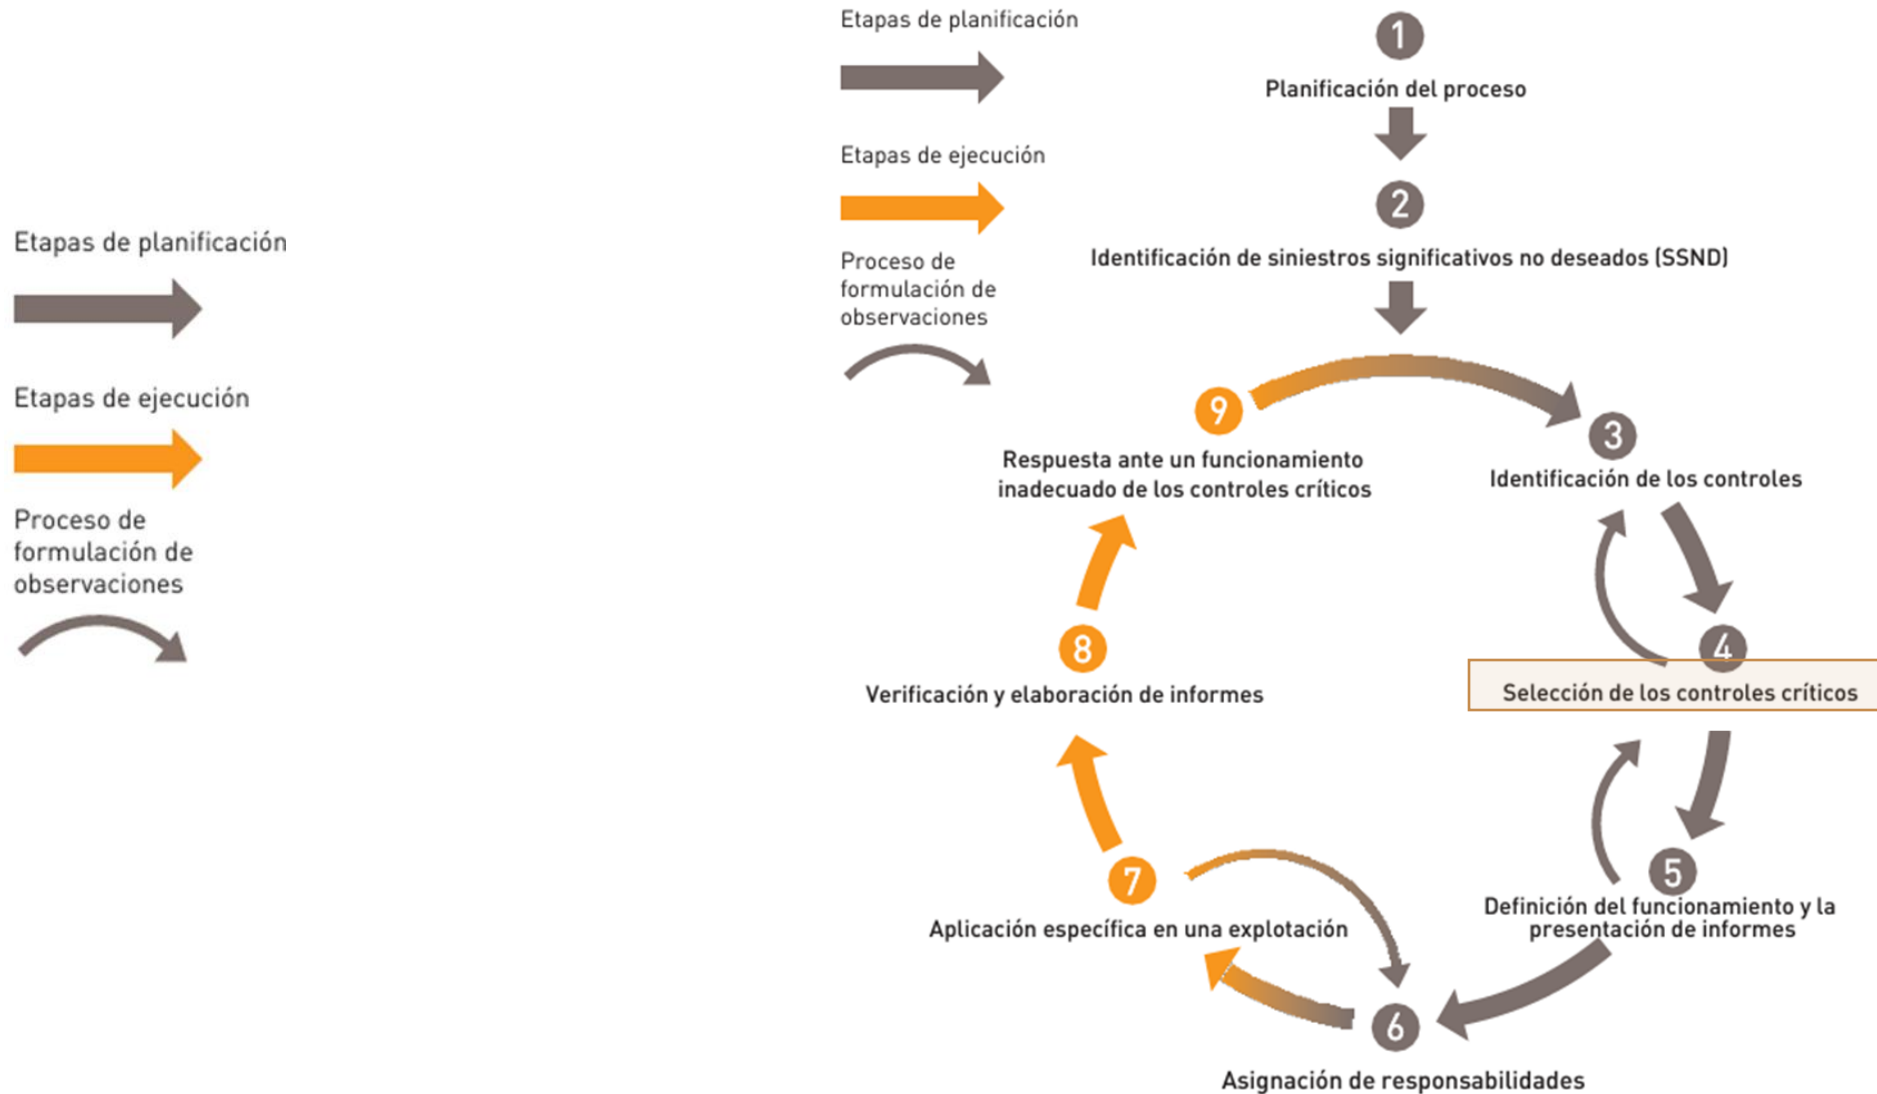 Etapas de planificación
Etapas de ejecución
Proceso de
formulación de
observaciones
Etapas de planificación
Etapas de ejecución
Proceso de
formulación de
observaciones
1
Planificación del proceso
2
Identificación de siniestros significativos no deseados (SSND)
3
Identificación de los controles
4
Selección de los controles críticos
5
Definición del funcionamiento y la
presentación de informes
6
Asignación de responsabilidades
7
Aplicación específica en una explotación
8
Verificación y elaboración de informes
9
Respuesta ante un funcionamiento
inadecuado de los controles críticos